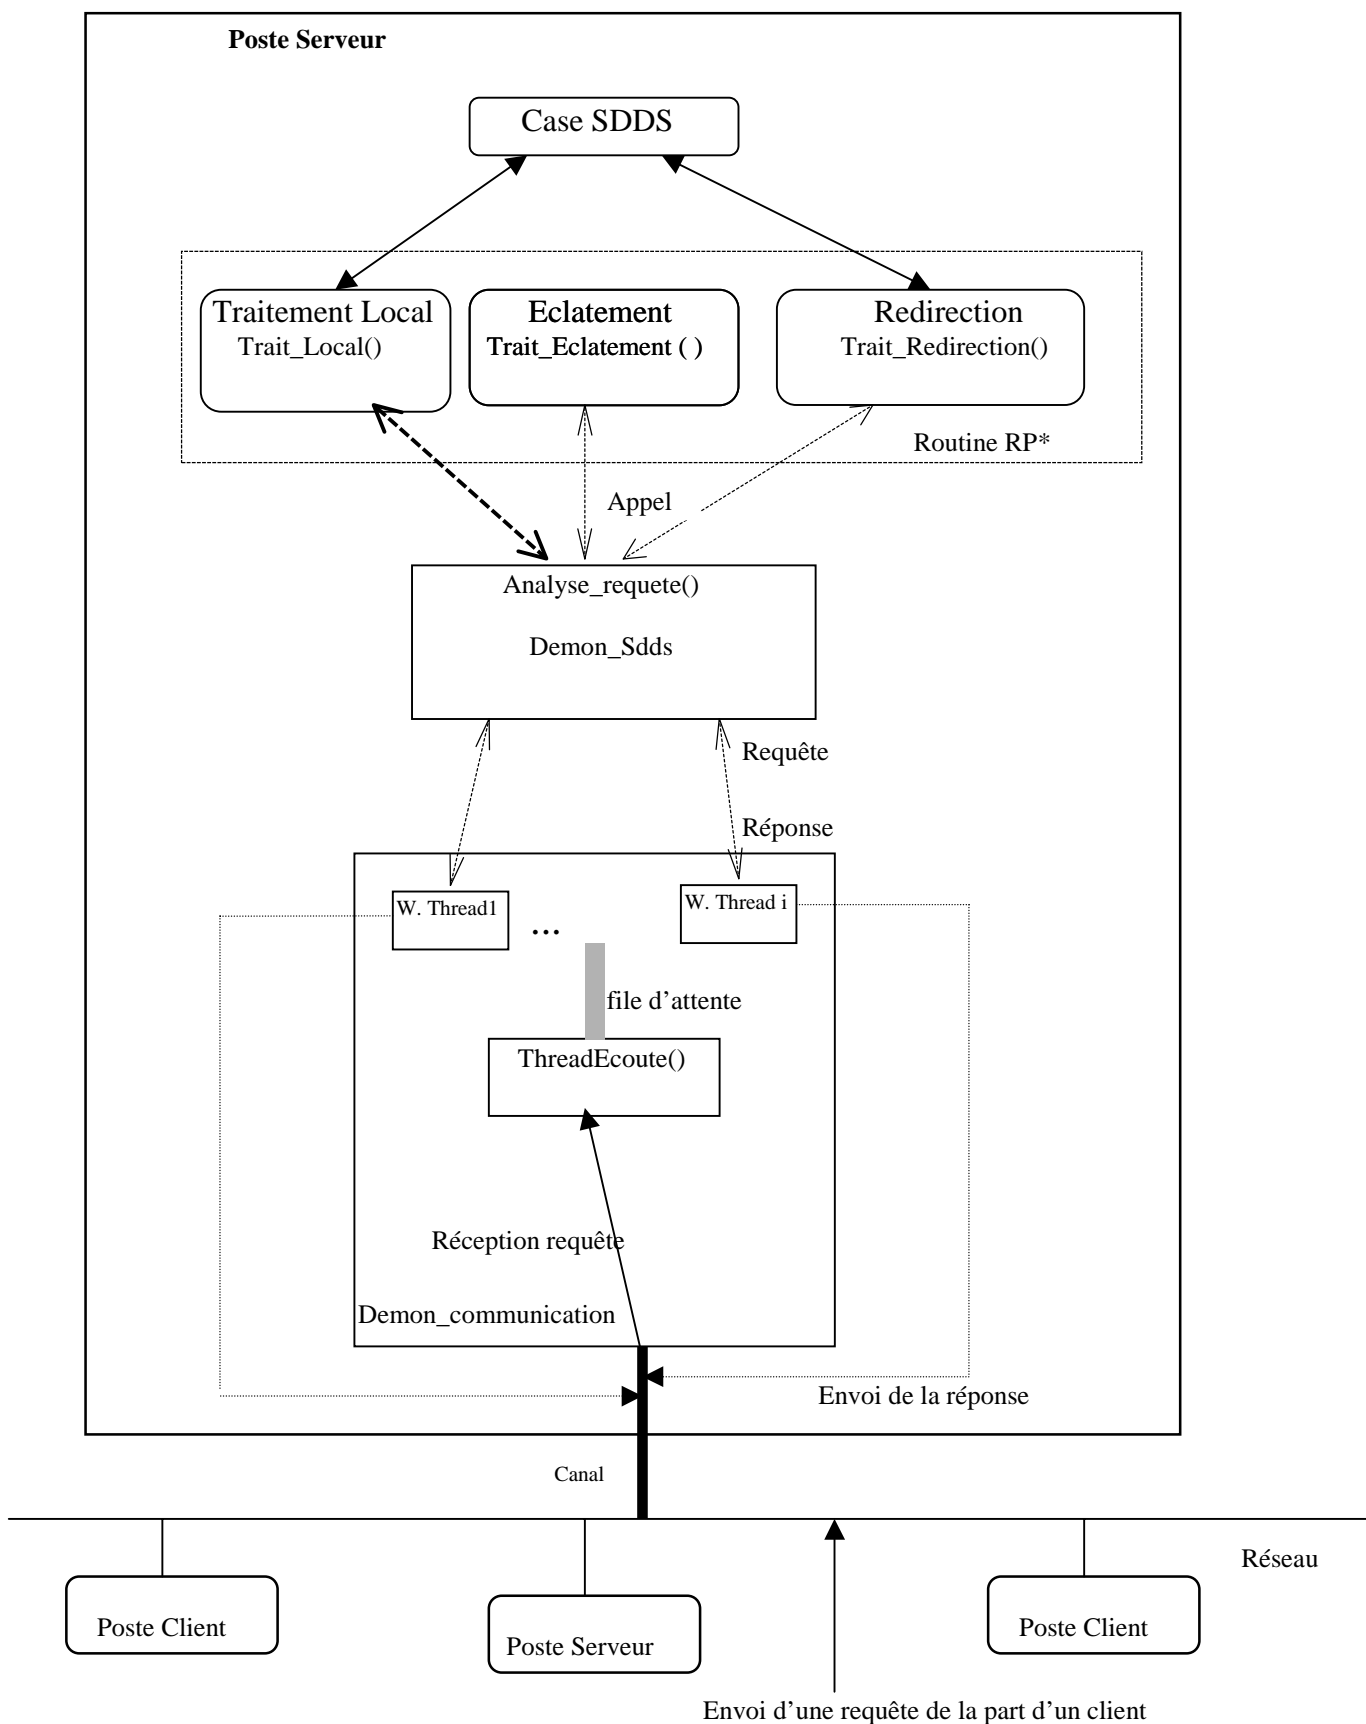 Poste Serveur
Case SDDS
Traitement Local
Trait_Local()
Eclatement
Trait_Eclatement ( )
Redirection
Trait_Redirection()
Routine RP*
Appel
Analyse_requete()
Demon_Sdds
Requête
Réponse
W. Thread1
...
W. Thread i
file d’attente
ThreadEcoute()
Réception requête
Demon_communication
Envoi de la réponse
Canal
Réseau
Poste Client
Poste Serveur
Poste Client
Envoi d’une requête de la part d’un client